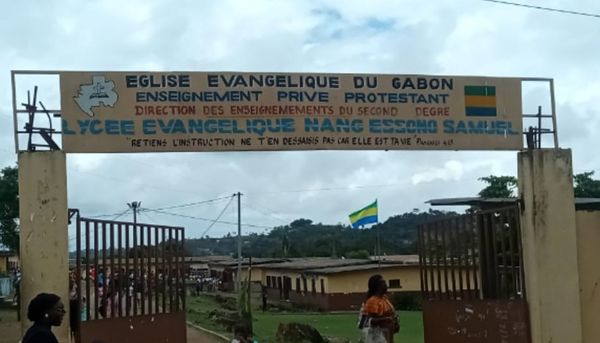 EGLISE EVANGELIQUE DU GABON
ENSEIGNEMENT PRIVE PROTESTANT
DIRECTION DES ENSEIGNEMEMENTS DU SECOND DEGRE
LYCEE EVANGELIQUE NANG ESSONO SAMUEL
"RETIENS L'INSTRUCTION NE T'EN DESSAISIS PAS CAR ELLE EST TA VIE"